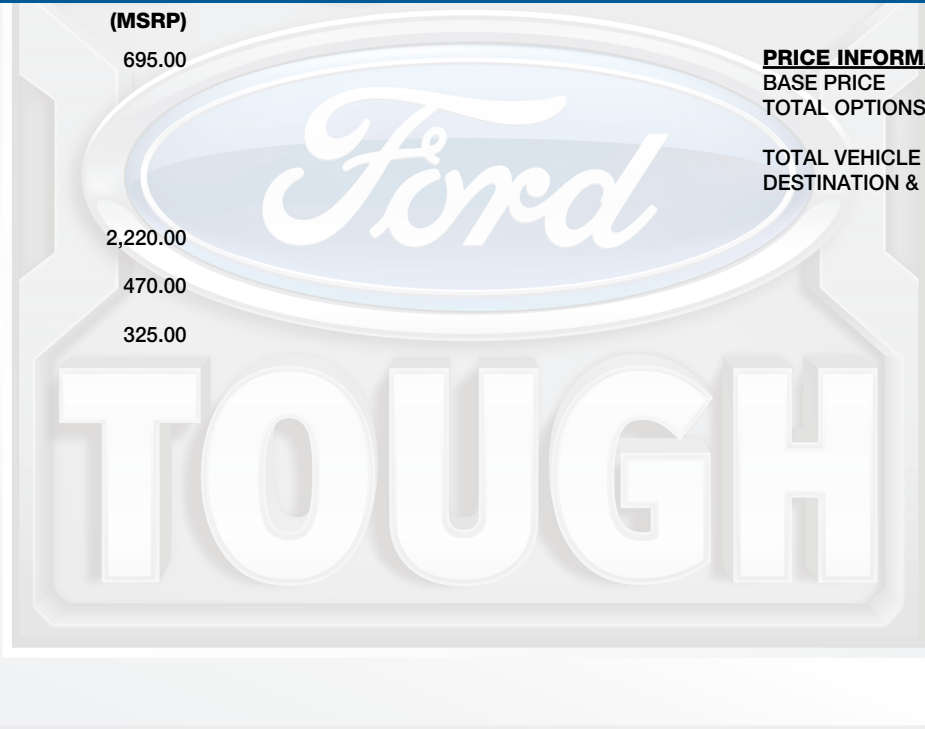 (MSRP)
695.00
2,220.00
470.00
325.00
PRICE INFORM
BASE PRICE
TOTAL OPTIONS
TOTAL VEHICLE
DESTINATION &
Ford
TOUGH